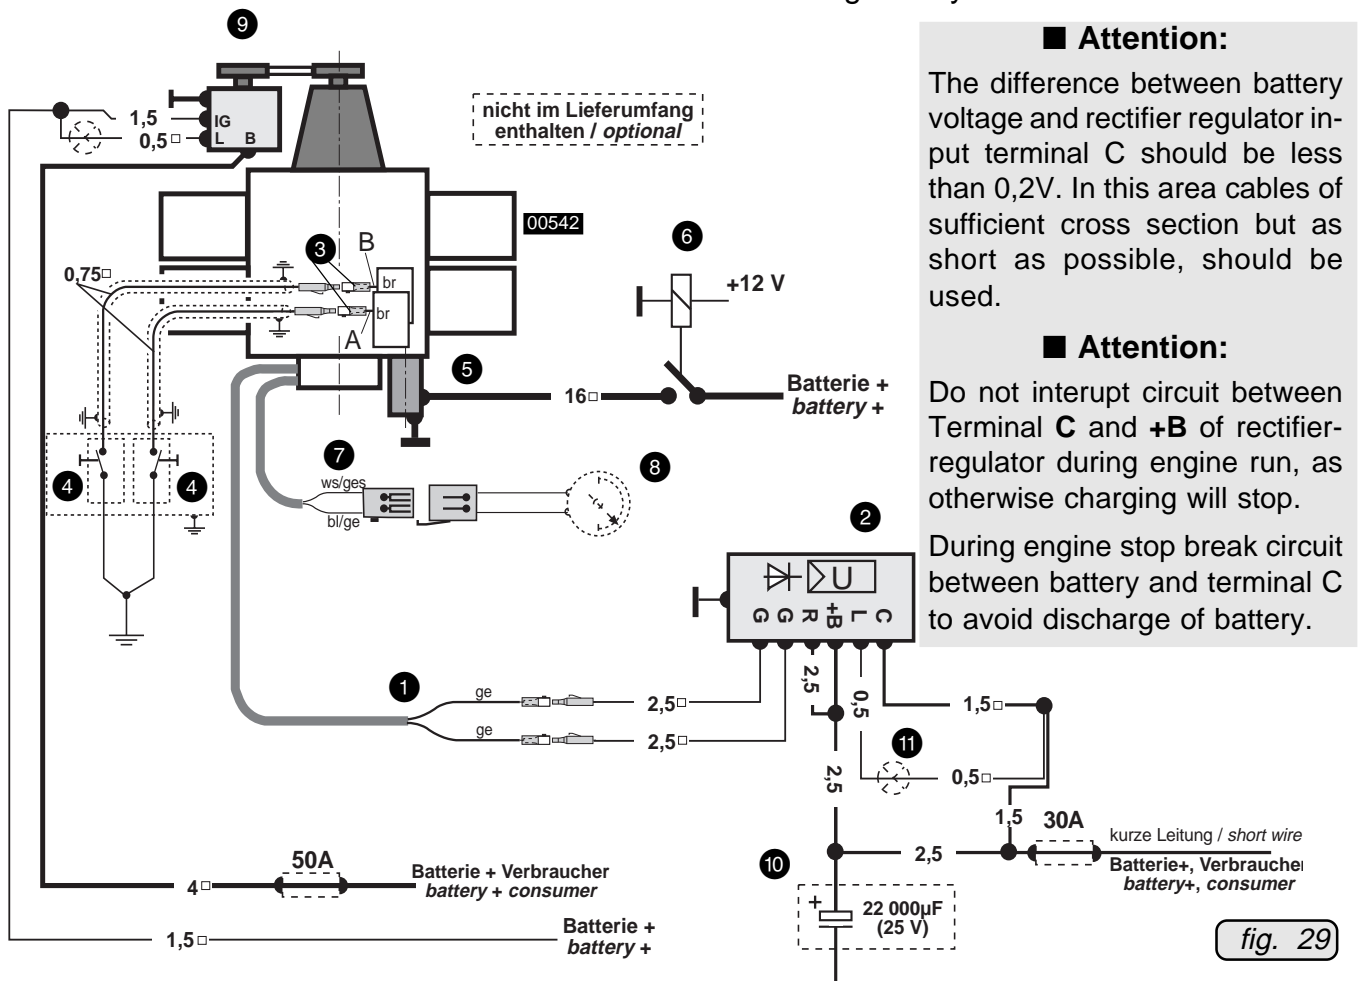 9
■ Attention:
The difference between battery
voltage and rectifier regulator in-
put terminal C should be less
than 0,2V. In this area cables of
sufficient cross section but as
short as possible, should be
used.
■ Attention:
Do not interupt circuit between
Terminal C and +B of rectifier-
regulator during engine run, as
otherwise charging will stop.
During engine stop break circuit
between battery and terminal C
to avoid discharge of battery.
nicht im Lieferumfang
enthalten / optional
1,5
IG
0,5□
L B
00542
3
B
6
0,75□
br
+12 V
br
A
5
16□
Batterie +
battery +
7
8
4
4
ws/ges
bl/ge
2
U
G G R +B L C
1
ge
2,5□
2,5
0,5
1,5□
ge
2,5□
11
2,5
0,5□
1,5
30A
kurze Leitung / short wire
50A
10
2,5
Batterie+, Verbraucher
battery+, consumer
Batterie + Verbraucher
battery + consumer
4□
+
22 000µF
(25 V)
Batterie +
battery +
1,5□
fig. 29